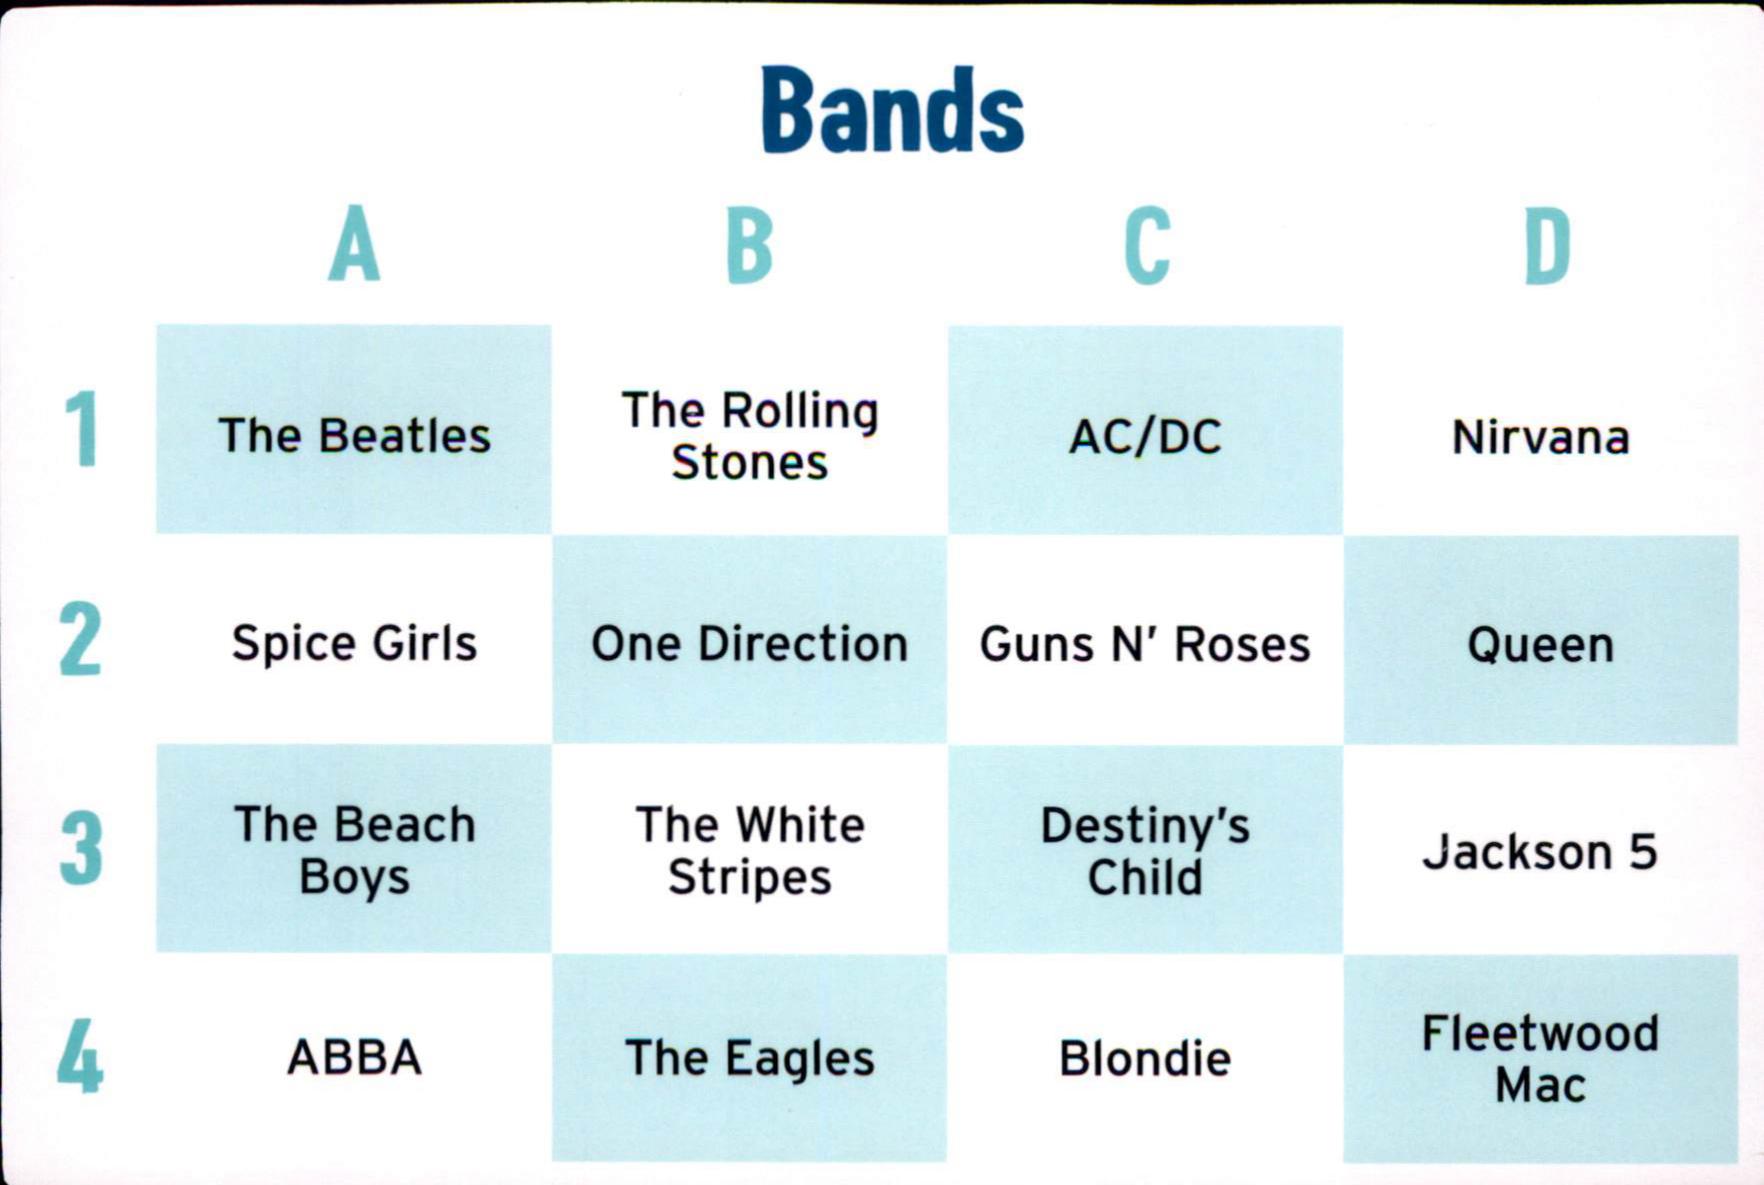 Bands
A B C D
1 The Beatles The Rolling Stones AC/DC Nirvana
2 Spice Girls One Direction Guns N' Roses Queen
3 The Beach Boys The White Stripes Destiny's Child Jackson 5
4 ABBA The Eagles Blondie Fleetwood Mac